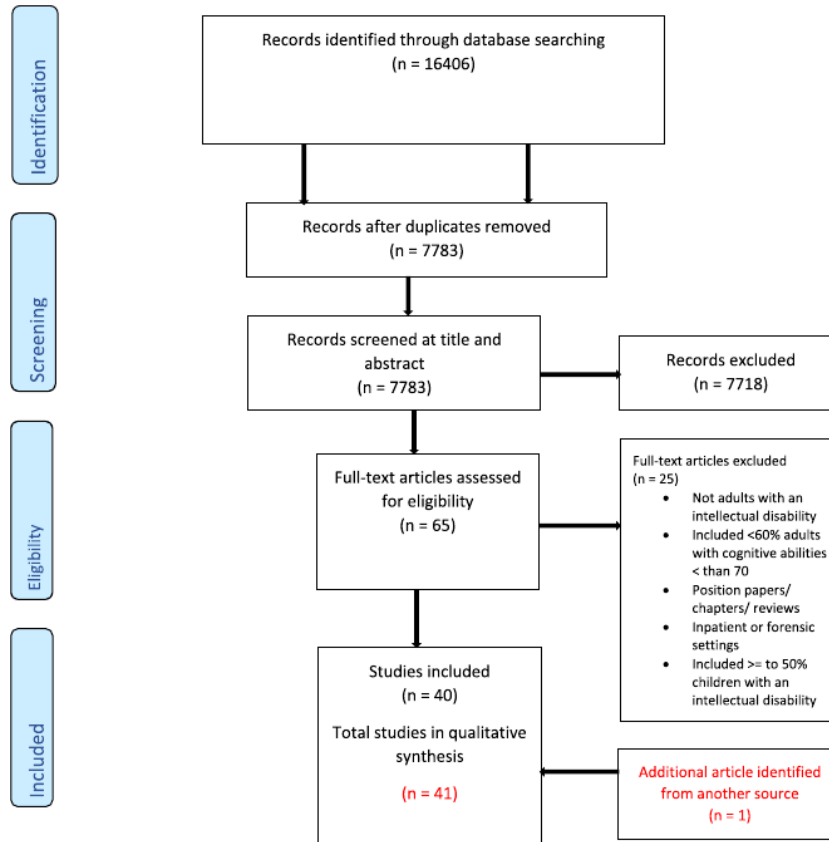 Identification
Records identified through database searching
(n = 16406)
Records after duplicates removed
(n = 7783)
Screening
Records screened at title and
abstract
(n = 7783)
Records excluded
(n = 7718)
Eligibility
Full-text articles assessed
for eligibility
(n = 65)
Full-text articles excluded
(n = 25)
• Not adults with an
intellectual disability
• Included <60% adults
with cognitive abilities
< than 70
• Position papers/
chapters/ reviews
• Inpatient or forensic
settings
• Included >= to 50%
children with an
intellectual disability
Included
Studies included
(n = 40)
Total studies in qualitative
synthesis
(n = 41)
Additional article identified
from another source
(n = 1)